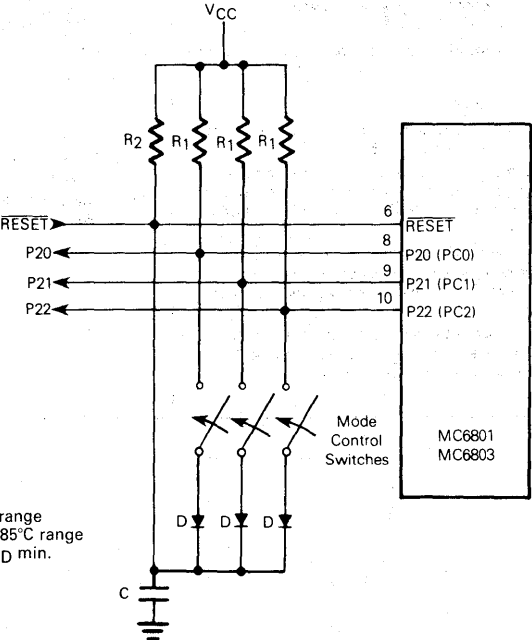 VCC
R2 R1 R1 R1
6
RESET RESET
8
P20 P20 (PC0)
9
P21 P21 (PC1)
10
P22 P22 (PC2)
Mode
Control
Switches
MC6801
MC6803
D D D
range
85°C range
D min.
C